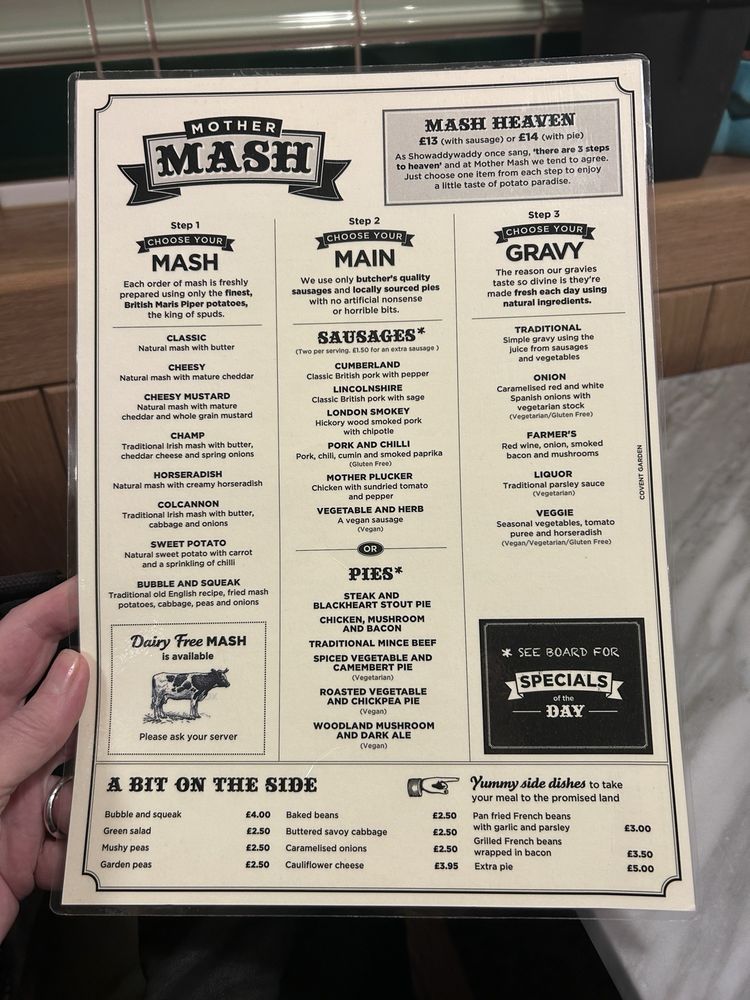 MOTHER
MASH
MASH HEAVEN
£13 (with sausage) or £14 (with pie)
As Showaddywaddy once sang, 'there are 3 steps
to heaven' and at Mother Mash we tend to agree.
Just choose one item from each step to enjoy
a little taste of potato paradise.
Step 1
CHOOSE YOUR
MASH
Each order of mash is freshly
prepared using only the finest,
British Maris Piper potatoes,
the king of spuds.
CLASSIC
Natural mash with butter
CHEESY
Natural mash with mature cheddar
CHEESY MUSTARD
Natural mash with mature
cheddar and whole grain mustard
CHAMP
Traditional Irish mash with butter,
cheddar cheese and spring onions
HORSERADISH
Natural mash with creamy horseradish
COLCANNON
Traditional Irish mash with butter,
cabbage and onions
SWEET POTATO
Natural sweet potato with carrot
and a sprinkling of chilli
BUBBLE AND SQUEAK
Traditional old English recipe, fried mash
potatoes, cabbage, peas and onions
Dairy Free MASH
is available
Please ask your server
Step 2
CHOOSE YOUR
MAIN
We use only butcher's quality
sausages and locally sourced pies
with no artificial nonsense
or horrible bits.
SAUSAGES*
(Two per serving. £1.50 for an extra sausage )
CUMBERLAND
Classic British pork with pepper
LINCOLNSHIRE
Classic British pork with sage
LONDON SMOKEY
Hickory wood smoked pork
with chipotle
PORK AND CHILLI
Pork, chilli, cumin and smoked paprika
(Gluten Free)
MOTHER PLUCKER
Chicken with sundried tomato
and pepper
VEGETABLE AND HERB
A vegan sausage
(Vegan)
OR
PIES*
STEAK AND
BLACKHEART STOUT PIE
CHICKEN, MUSHROOM
AND BACON
TRADITIONAL MINCE BEEF
SPICED VEGETABLE AND
CAMEMBERT PIE
(Vegetarian)
ROASTED VEGETABLE
AND CHICKPEA PIE
(Vegan)
WOODLAND MUSHROOM
AND DARK ALE
(Vegan)
Step 3
CHOOSE YOUR
GRAVY
The reason our gravies
taste so divine is they're
made fresh each day using
natural ingredients.
TRADITIONAL
Simple gravy using the
juice from sausages
and vegetables
ONION
Caramelised red and white
Spanish onions with
vegetarian stock
(Vegetarian/Gluten Free)
FARMER'S
Red wine, onion, smoked
bacon and mushrooms
LIQUOR
Traditional parsley sauce
(Vegetarian)
VEGGIE
Seasonal vegetables, tomato
puree and horseradish
(Vegan/Vegetarian/Gluten Free)
COVENT GARDEN
* SEE BOARD FOR
SPECIALS
of the
DAY
A BIT ON THE SIDE
Yummy side dishes to take
your meal to the promised land
Bubble and squeak £4.00
Green salad £2.50
Mushy peas £2.50
Garden peas £2.50
Baked beans £2.50
Buttered savoy cabbage £2.50
Caramelised onions £2.50
Cauliflower cheese £3.95
Pan fried French beans
with garlic and parsley £3.00
Grilled French beans
wrapped in bacon £3.50
Extra pie £5.00